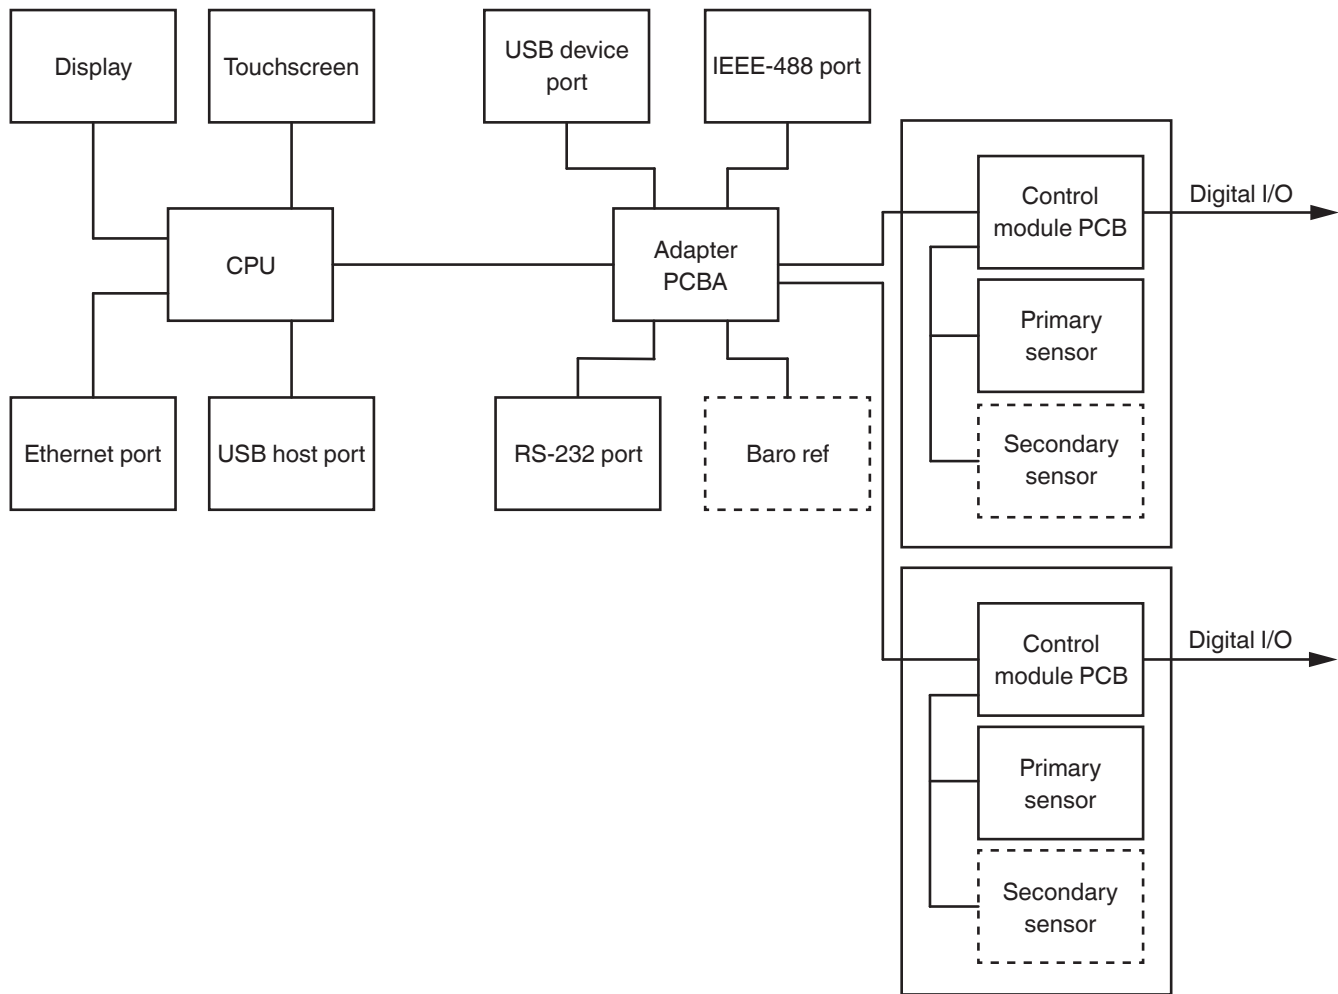 Display
Touchscreen
USB device
port
IEEE-488 port
CPU
Adapter
PCBA
Ethernet port
USB host port
RS-232 port
Baro ref
Control
module PCB
Digital I/O
Primary
sensor
Secondary
sensor
Control
module PCB
Digital I/O
Primary
sensor
Secondary
sensor